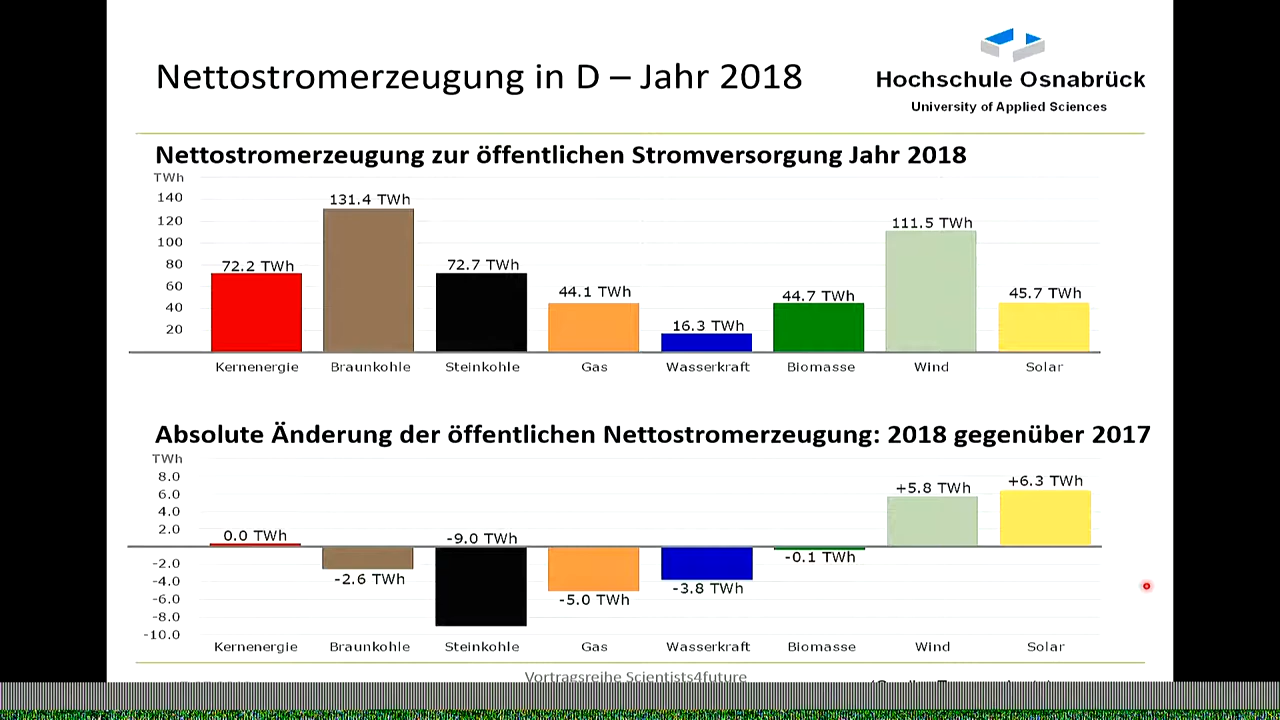 Nettostromerzeugung in D – Jahr 2018
Hochschule Osnabrück
University of Applied Sciences
Nettostromerzeugung zur öffentlichen Stromversorgung Jahr 2018
TWh
140
120
100
80
60
40
20
72.2 TWh
131.4 TWh
72.7 TWh
44.1 TWh
16.3 TWh
44.7 TWh
111.5 TWh
45.7 TWh
Kernenergie Braunkohle Steinkohle Gas Wasserkraft Biomasse Wind Solar
Absolute Änderung der öffentlichen Nettostromerzeugung: 2018 gegenüber 2017
TWh
8.0
6.0
4.0
2.0
-2.0
-4.0
-6.0
-8.0
-10.0
0.0 TWh
-2.6 TWh
-9.0 TWh
-5.0 TWh
-3.8 TWh
-0.1 TWh
+5.8 TWh
+6.3 TWh
Kernenergie Braunkohle Steinkohle Gas Wasserkraft Biomasse Wind Solar
Vortragsreihe Scientists4future